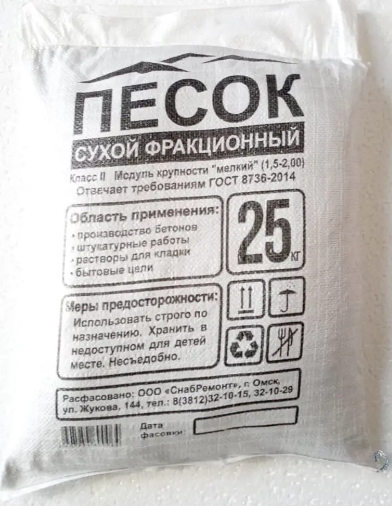 ПЕСОК
СУХОЙ ФРАКЦИОННЫЙ
Класс II Модуль крупности "мелкий" (1,5-2,00)
Отвечает требованиям ГОСТ 8736-2014
Область применения:
• производство бетонов
• штукатурные работы
• растворы для кладки
• бытовые цели
25
кг
Меры предосторожности:
Использовать строго по
назначению. Хранить в
недоступном для детей
месте. Несъедобно.
Расфасовано: ООО «СнабРемонт», г. Омск,
ул. Жукова, 144, тел.: 8(3812)32-10-15, 32-10-29
Дата
фасовки: